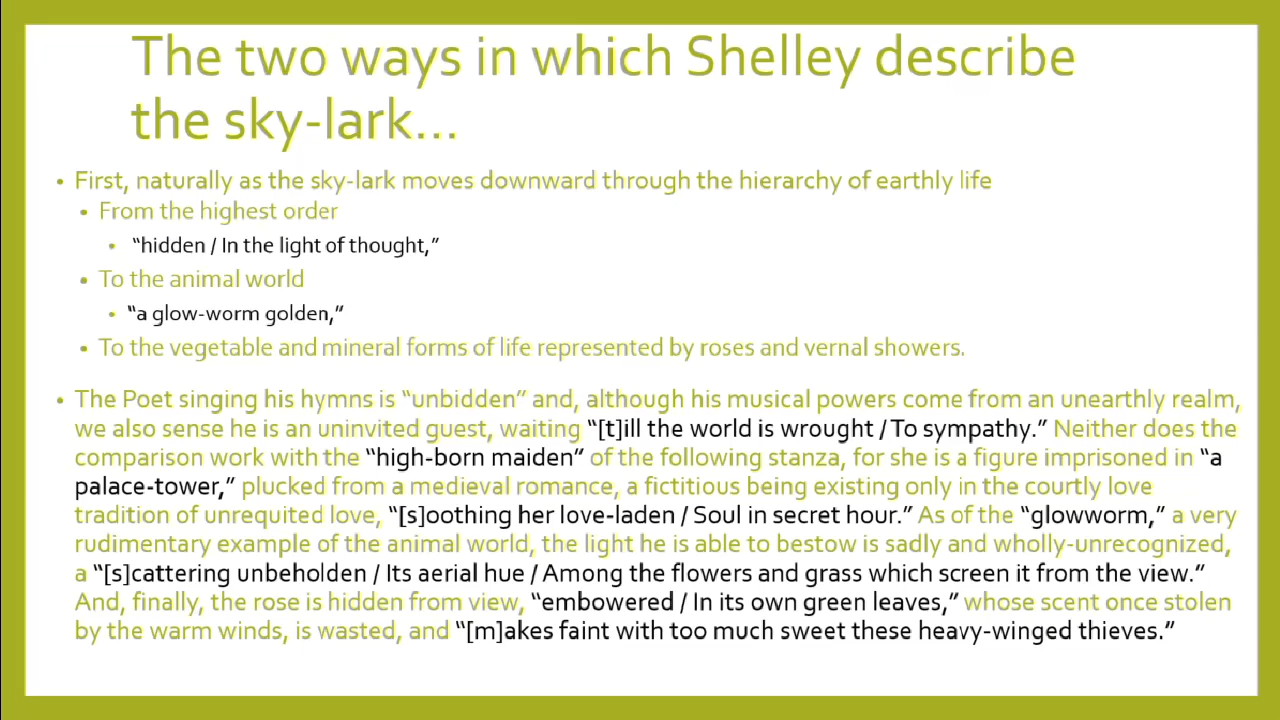 The two ways in which Shelley describe
the sky-lark...
• First, naturally as the sky-lark moves downward through the hierarchy of earthly life
• From the highest order
• “hidden / In the light of thought,”
• To the animal world
• “a glow-worm golden,”
• To the vegetable and mineral forms of life represented by roses and vernal showers.
• The Poet singing his hymns is “unbidden” and, although his musical powers come from an unearthly realm,
we also sense he is an uninvited guest, waiting “[t]ill the world is wrought / To sympathy.” Neither does the
comparison work with the “high-born maiden” of the following stanza, for she is a figure imprisoned in “a
palace-tower,” plucked from a medieval romance, a fictitious being existing only in the courtly love
tradition of unrequited love, “[s]oothing her love-laden / Soul in secret hour.” As of the “glowworm,” a very
rudimentary example of the animal world, the light he is able to bestow is sadly and wholly-unrecognized,
a “[s]cattering unbeholden / Its aerial hue / Among the flowers and grass which screen it from the view.”
And, finally, the rose is hidden from view, “embowered / In its own green leaves,” whose scent once stolen
by the warm winds, is wasted, and “[m]akes faint with too much sweet these heavy-winged thieves.”